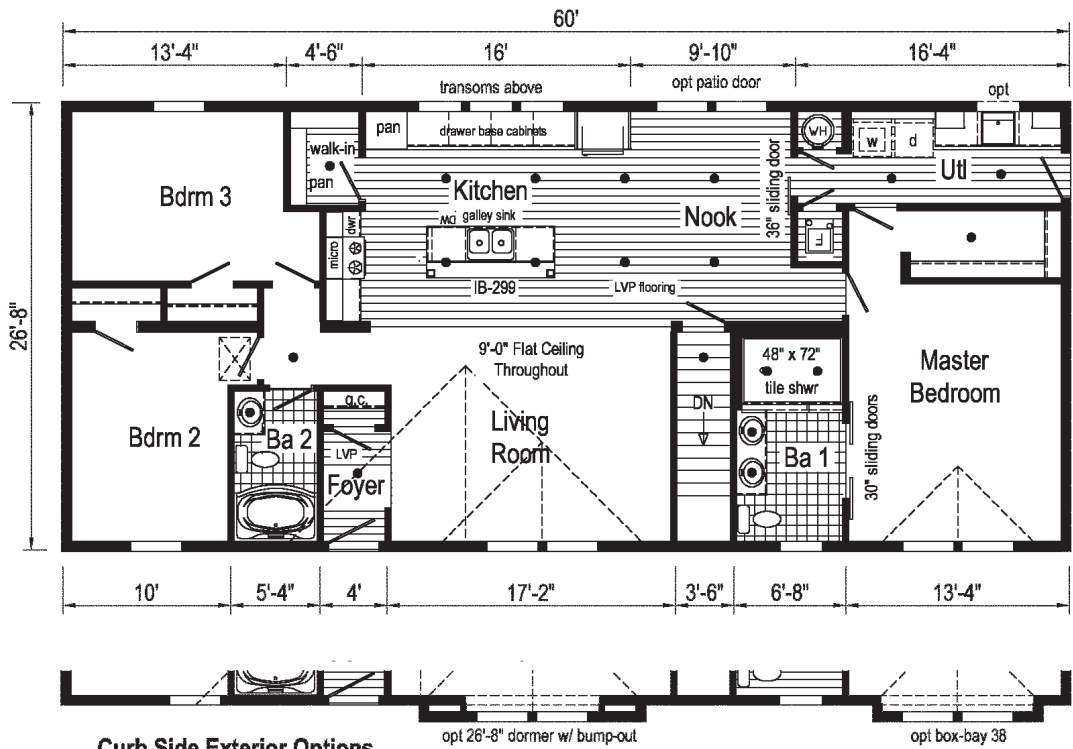 60'
13'-4" 4'-6" 16' 9'-10" 16'-4"
transoms above
opt patio door
opt
pan
drawer base cabinets
WH
w
d
walk-in
pan
Utl
Bdrm 3
Kitchen
galley sink
DW
Nook
36" sliding door
dwr
micro
IB-299
LVP flooring
26'-8"
9'-0" Flat Ceiling
Throughout
48" x 72"
tile shwr
Master
Bedroom
DN
Living
Room
Bdrm 2
Ba 2
LVP
Foyer
Ba 1
30" sliding doors
10' 5'-4" 4' 17'-2" 3'-6" 6'-8" 13'-4"
Curb Side Exterior Options
opt 26'-8" dormer w/ bump-out
opt box-bay 38